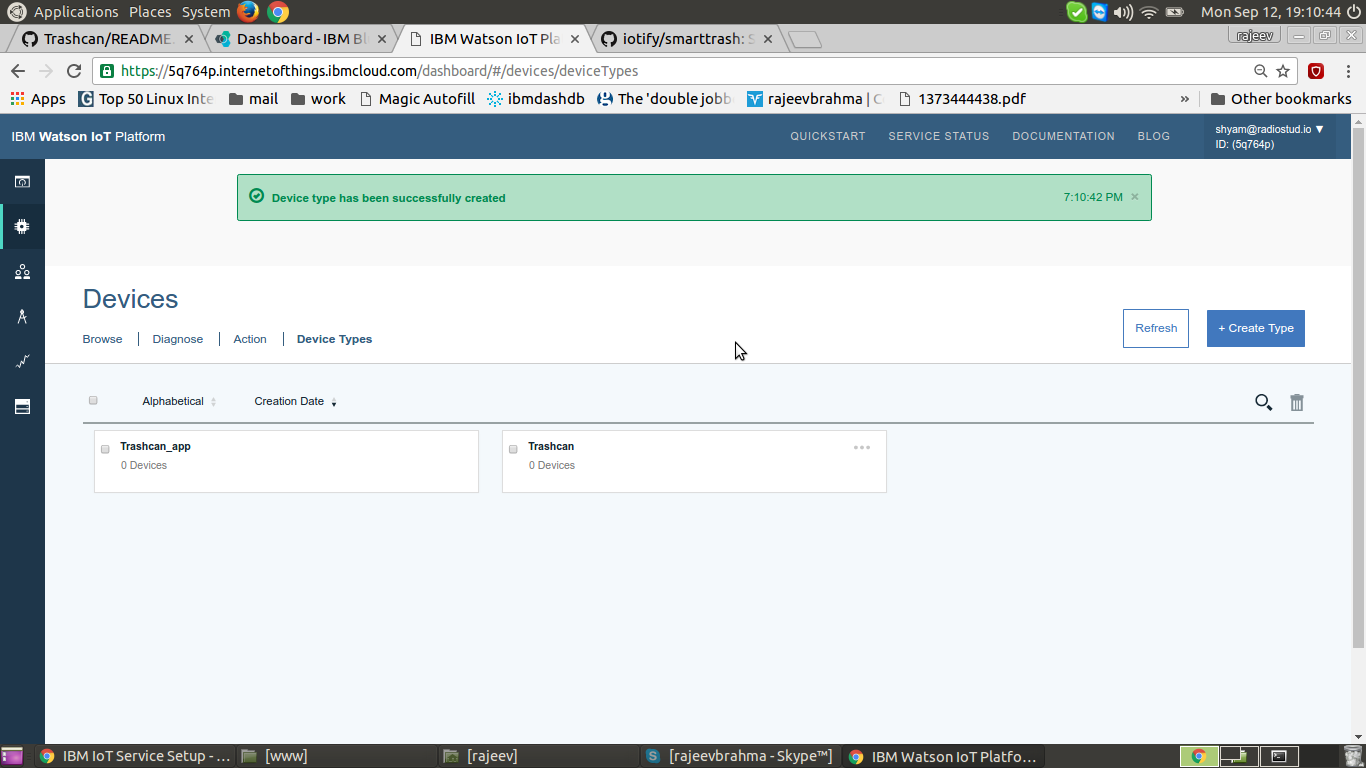 Applications Places System Mon Sep 12, 19:10:44
Trashcan/README. Dashboard - IBM Bl IBM Watson IoT Pla iotify/smarttrash: S rajeev
https://5q764p.internetofthings.ibmcloud.com/dashboard/#/devices/deviceTypes
Apps Top 50 Linux Inte mail work Magic Autofill ibmdashdb The 'double jobb rajeevbrahma | C 1373444438.pdf » Other bookmarks
IBM Watson IoT Platform QUICKSTART SERVICE STATUS DOCUMENTATION BLOG shyam@radiostud.io
ID: (5q764p)
Device type has been successfully created 7:10:42 PM ×
Devices
Refresh + Create Type
Browse Diagnose Action Device Types
Alphabetical Creation Date
Trashcan_app Trashcan
0 Devices 0 Devices
IBM IoT Service Setup - ... [www] [rajeev] [rajeevbrahma - Skype™] IBM Watson IoT Platfo...